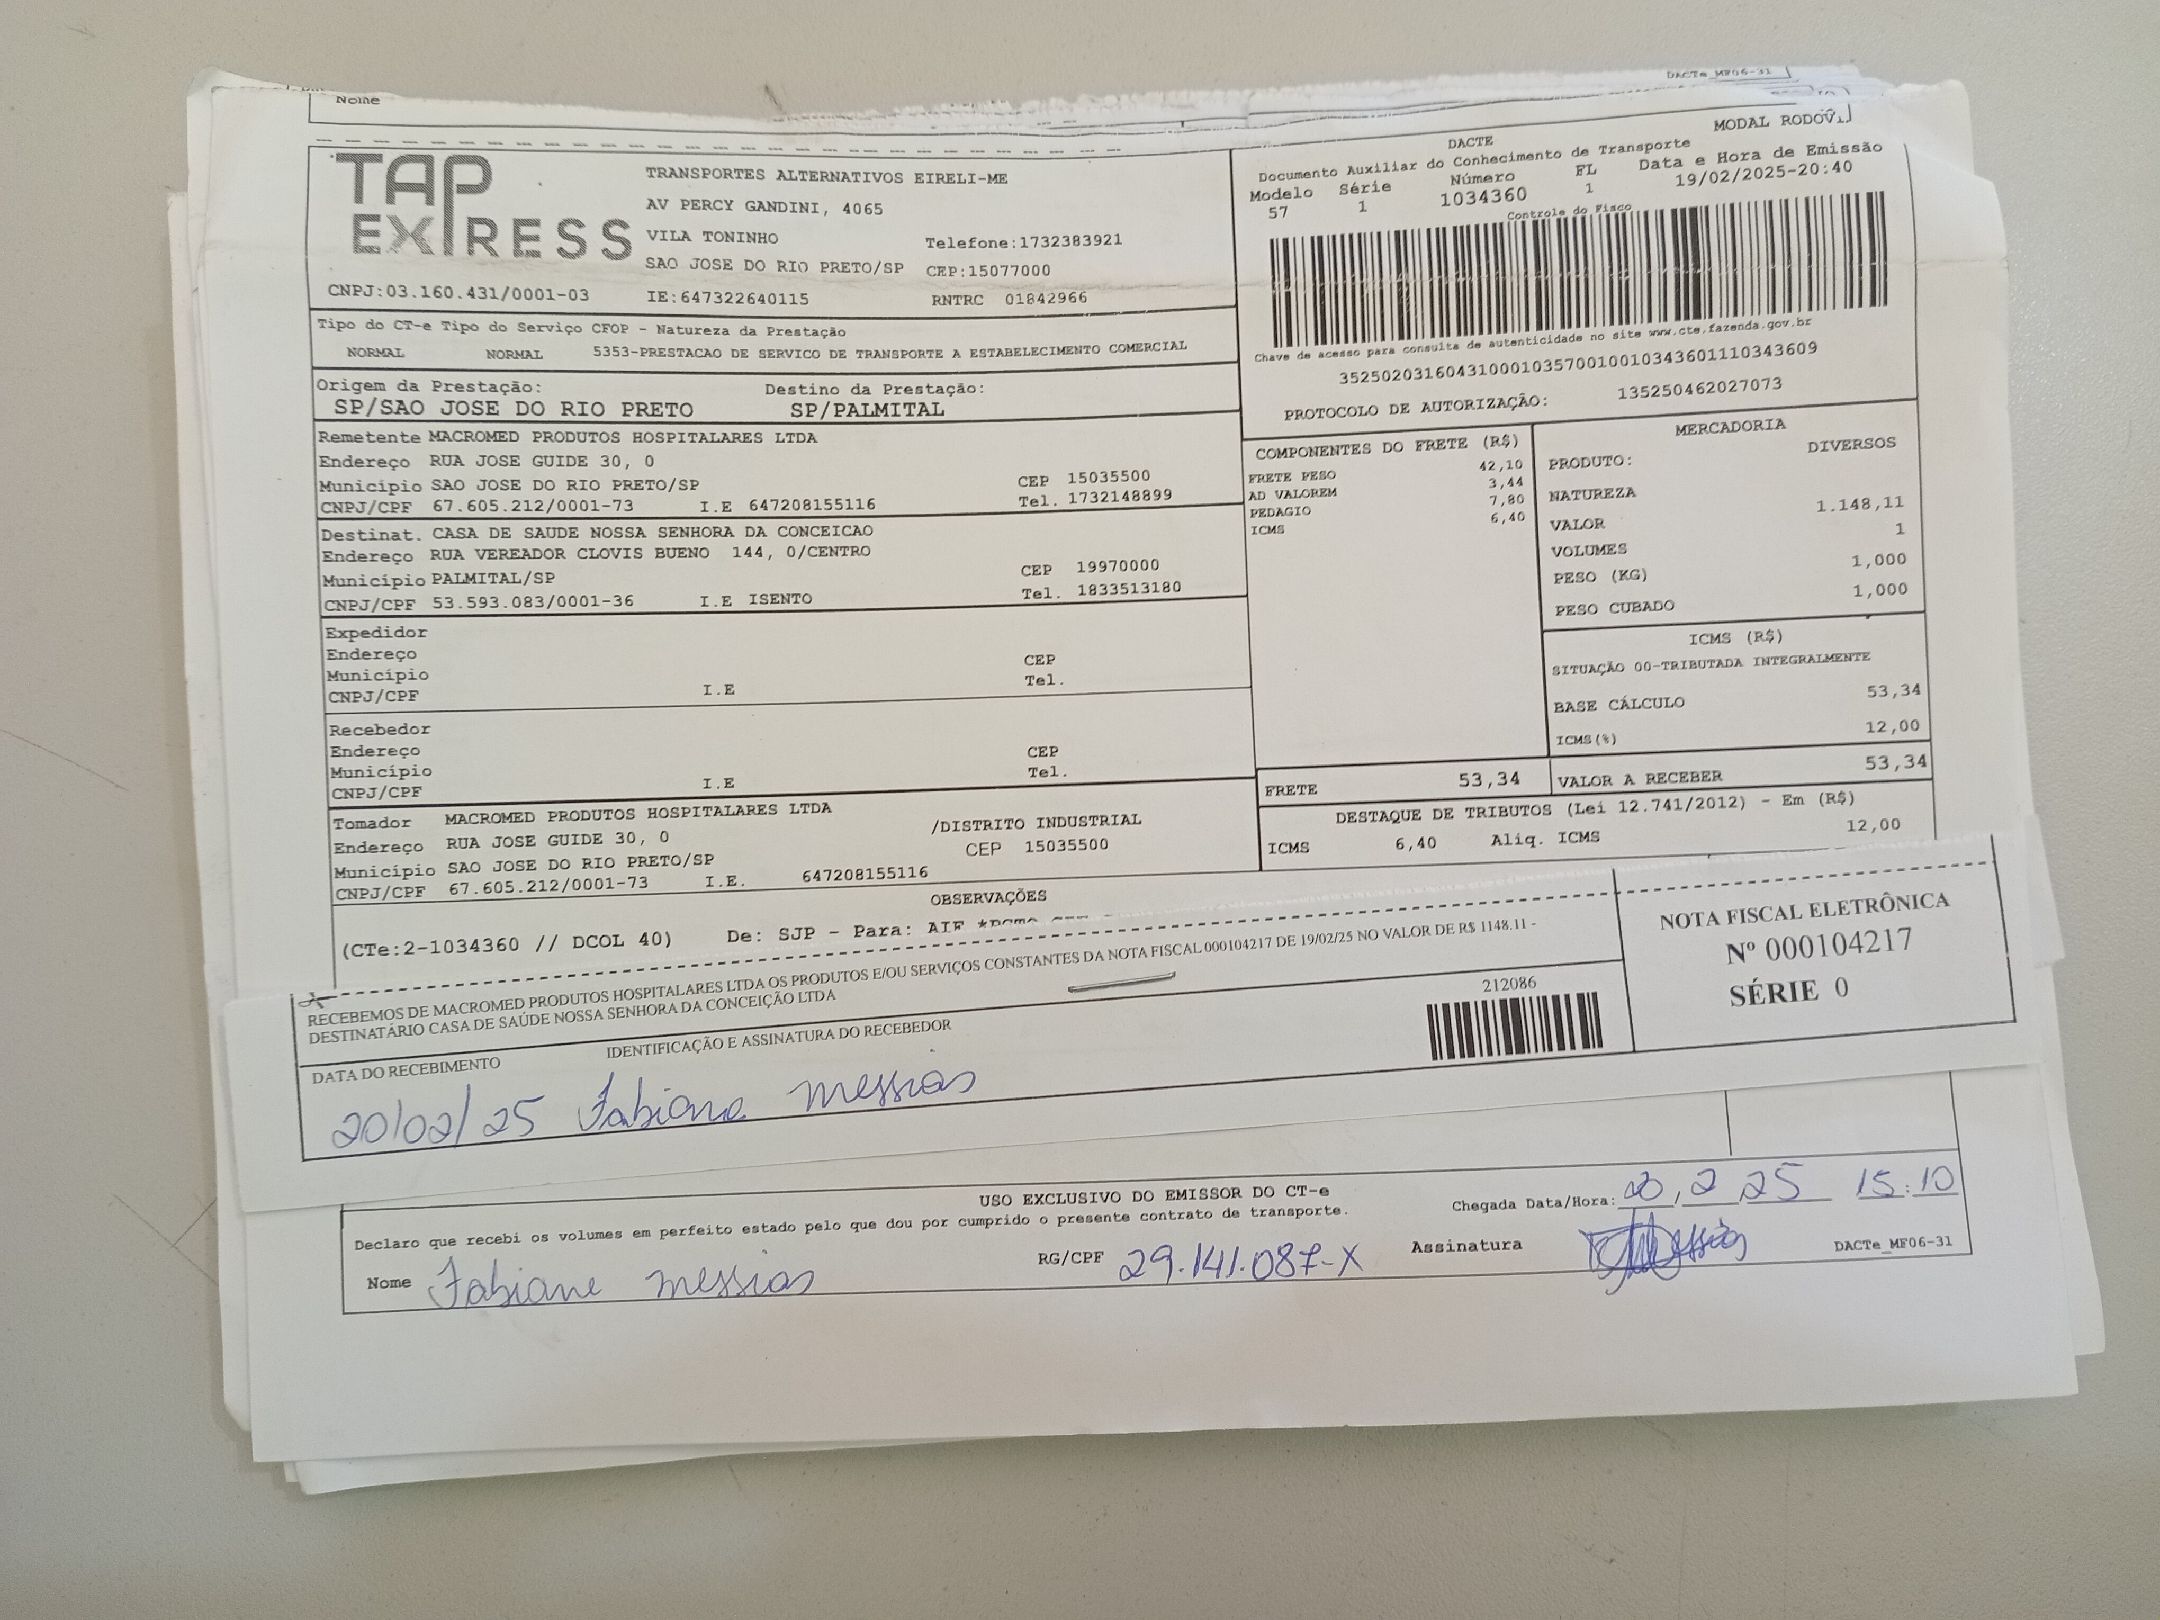 DACTe_MF06-31
Nome
TAP EXPRESS
TRANSPORTES ALTERNATIVOS EIRELI-ME
AV PERCY GANDINI, 4065
VILA TONINHO Telefone:1732383921
SAO JOSE DO RIO PRETO/SP CEP:15077000
CNPJ:03.160.431/0001-03 IE:647322640115 RNTRC 01842966
DACTE MODAL RODOVI
Documento Auxiliar do Conhecimento de Transporte
Modelo Série Número FL Data e Hora de Emissão
57 1 1034360 1 19/02/2025-20:40
Controle do Fisco
Chave de acesso para consulta de autenticidade no site www.cte.fazenda.gov.br
35250203160431000103570010010343601110343609
PROTOCOLO DE AUTORIZAÇÃO: 135250462027073
Tipo do CT-e Tipo do Serviço CFOP - Natureza da Prestação
NORMAL NORMAL 5353-PRESTACAO DE SERVICO DE TRANSPORTE A ESTABELECIMENTO COMERCIAL
Origem da Prestação: Destino da Prestação:
SP/SAO JOSE DO RIO PRETO SP/PALMITAL
Remetente MACROMED PRODUTOS HOSPITALARES LTDA
Endereço RUA JOSE GUIDE 30, 0
Município SAO JOSE DO RIO PRETO/SP CEP 15035500
CNPJ/CPF 67.605.212/0001-73 I.E 647208155116 Tel. 1732148899
Destinat. CASA DE SAUDE NOSSA SENHORA DA CONCEICAO
Endereço RUA VEREADOR CLOVIS BUENO 144, 0/CENTRO
Município PALMITAL/SP CEP 19970000
CNPJ/CPF 53.593.083/0001-36 I.E ISENTO Tel. 1833513180
Expedidor
Endereço
Município CEP
CNPJ/CPF I.E Tel.
Recebedor
Endereço
Município CEP
CNPJ/CPF I.E Tel.
Tomador MACROMED PRODUTOS HOSPITALARES LTDA
Endereço RUA JOSE GUIDE 30, 0 /DISTRITO INDUSTRIAL
Município SAO JOSE DO RIO PRETO/SP CEP 15035500
CNPJ/CPF 67.605.212/0001-73 I.E. 647208155116
COMPONENTES DO FRETE (R$)
FRETE PESO 42,10
AD VALOREM 3,44
PEDAGIO 7,80
ICMS 6,40
MERCADORIA
PRODUTO: DIVERSOS
NATUREZA
VALOR 1.148,11
VOLUMES 1
PESO (KG) 1,000
PESO CUBADO 1,000
ICMS (R$)
SITUAÇÃO 00-TRIBUTADA INTEGRALMENTE
BASE CÁLCULO 53,34
ICMS(%) 12,00
FRETE 53,34 VALOR A RECEBER 53,34
DESTAQUE DE TRIBUTOS (Lei 12.741/2012) - Em (R$)
ICMS 6,40 Aliq. ICMS 12,00
OBSERVAÇÕES
(CTe:2-1034360 // DCOL 40) De: SJP - Para:
RECEBEMOS DE MACROMED PRODUTOS HOSPITALARES LTDA OS PRODUTOS E/OU SERVIÇOS CONSTANTES DA NOTA FISCAL 000104217 DE 19/02/25 NO VALOR DE R$ 1148.11 -
DESTINATÁRIO CASA DE SAÚDE NOSSA SENHORA DA CONCEIÇÃO LTDA
DATA DO RECEBIMENTO IDENTIFICAÇÃO E ASSINATURA DO RECEBEDOR
20/02/25 Fabiane Messias
212086
NOTA FISCAL ELETRÔNICA
Nº 000104217
SÉRIE 0
USO EXCLUSIVO DO EMISSOR DO CT-e
Declaro que recebi os volumes em perfeito estado pelo que dou por cumprido o presente contrato de transporte.
Chegada Data/Hora: 20, 2 25 15:10
Nome Fabiane Messias RG/CPF 29.141.087-X Assinatura
DACTe_MF06-31